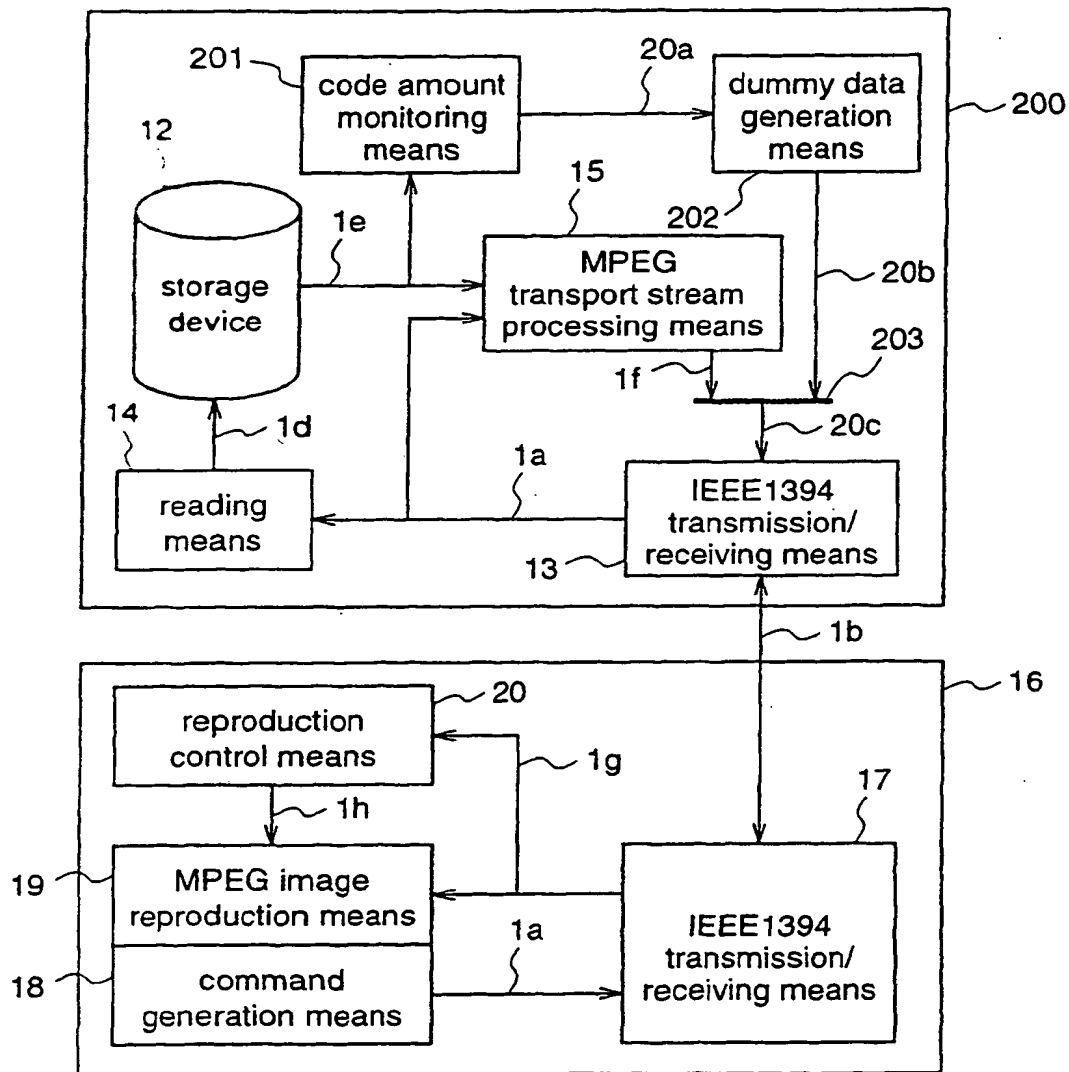 201
code amount
monitoring
means
20a
dummy data
generation
means
200
12
15
202
1e
storage
device
MPEG
transport stream
processing means
20b
203
1f
20c
14
1d
1a
reading
means
IEEE1394
transmission/
receiving means
13
1b
16
20
reproduction
control means
1g
17
1h
19
MPEG image
reproduction means
1a
IEEE1394
transmission/
receiving means
18
command
generation means